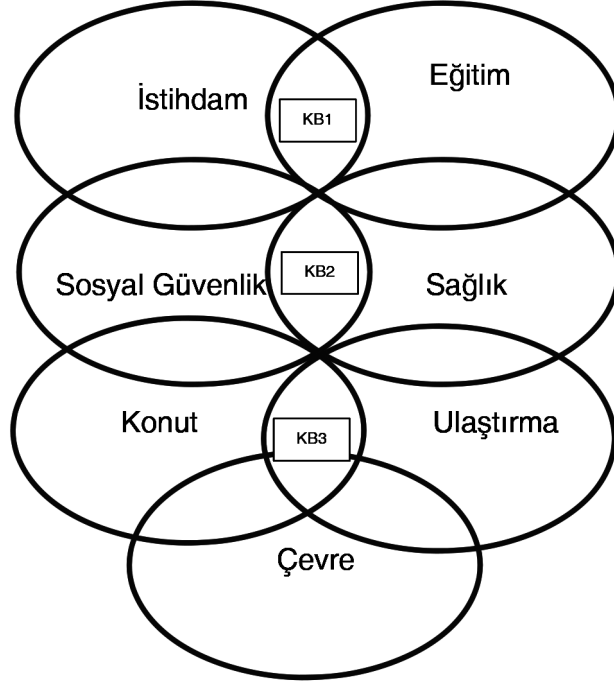 İstihdam
Eğitim
KB1
Sosyal Güvenlik
KB2
Sağlık
Konut
KB3
Ulaştırma
Çevre